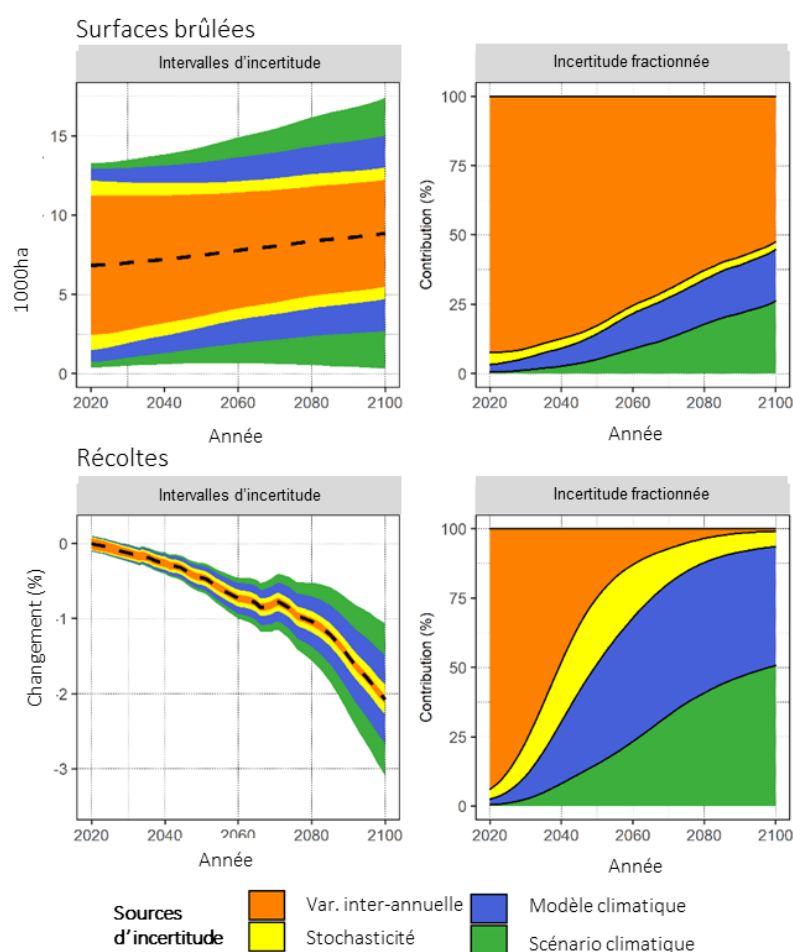 Surfaces brûlées
Intervalles d'incertitude
Incertitude fractionnée
1000ha
15
10
5
0
2020 2040 2060 2080 2100
Année
Contribution (%)
100
75
50
25
0
2020 2040 2060 2080 2100
Année
Récoltes
Intervalles d'incertitude
Incertitude fractionnée
Changement (%)
0
-1
-2
-3
2020 2040 2060 2080 2100
Année
Contribution (%)
100
75
50
25
0
2020 2040 2060 2080 2100
Année
Sources
d'incertitude
Var. inter-annuelle
Stochasticité
Modèle climatique
Scénario climatique